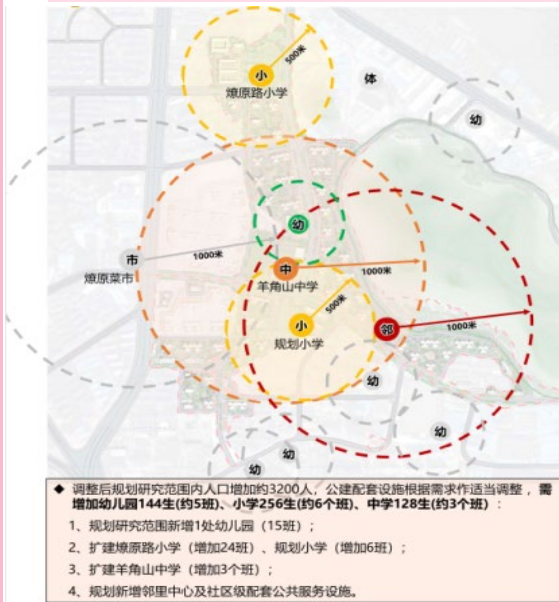 小
500米
燎原路小学
体
幼
幼
市
1000米
燎原菜市
中
1000米
羊角山中学
500米
小
规划小学
邻
1000米
幼
幼
幼
幼
◆ 调整后规划研究范围内人口增加约3200人，公建配套设施根据需求作适当调整，需
增加幼儿园144生(约5班)、小学256生(约6个班)、中学128生(约3个班)：
1、规划研究范围新增1处幼儿园（15班）；
2、扩建燎原路小学（增加24班）、规划小学（增加6班）；
3、扩建羊角山中学（增加3个班）；
4、规划新增邻里中心及社区级配套公共服务设施。